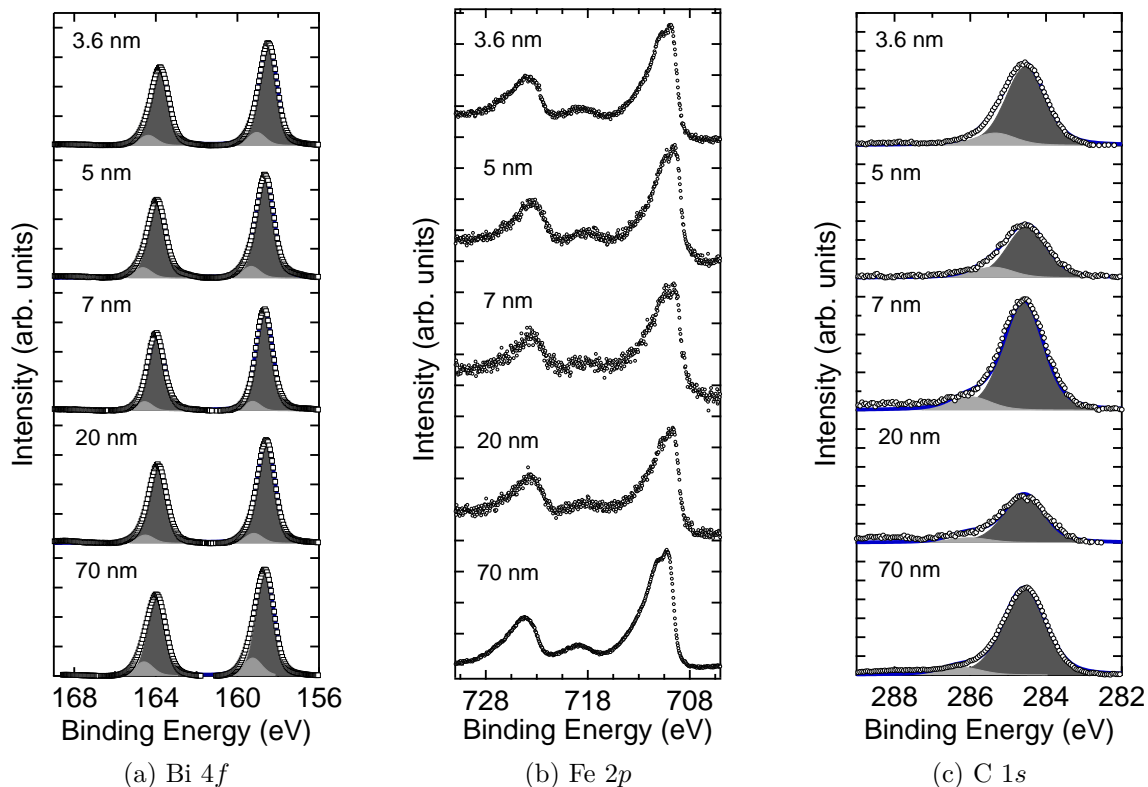 3.6 nm
5 nm
7 nm
20 nm
70 nm
Intensity (arb. units)
168 164 160 156
Binding Energy (eV)
(a) Bi 4f
3.6 nm
5 nm
7 nm
20 nm
70 nm
Intensity (arb. units)
728 718 708
Binding Energy (eV)
(b) Fe 2p
3.6 nm
5 nm
7 nm
20 nm
70 nm
Intensity (arb. units)
288 286 284 282
Binding Energy (eV)
(c) C 1s